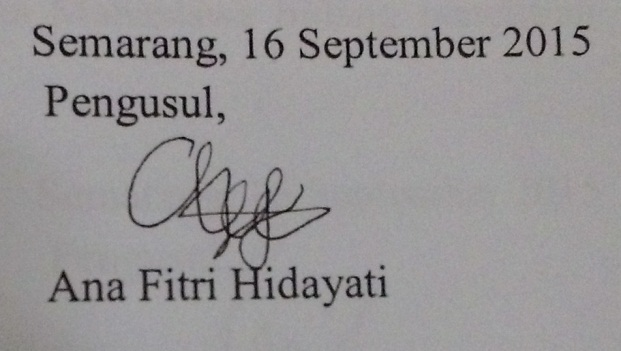 Semarang, 16 September 2015
Pengusul,
Ana Fitri Hidayati